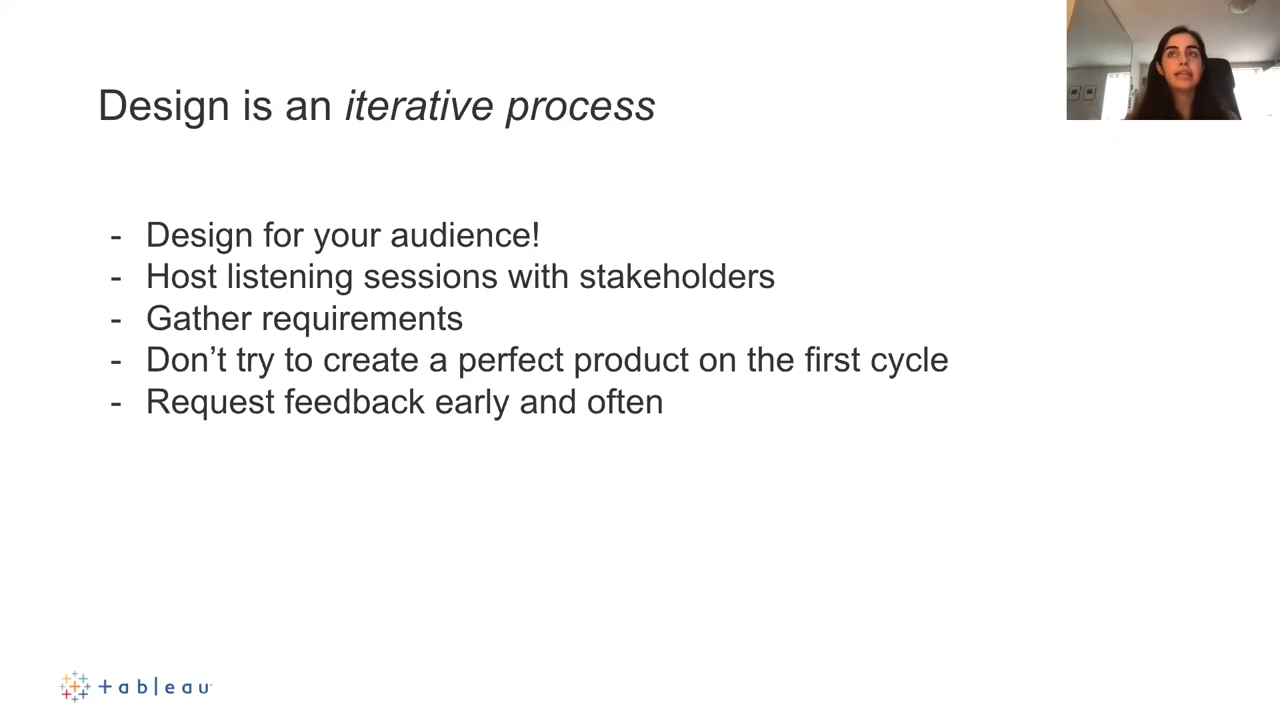 Design is an iterative process
- Design for your audience!
- Host listening sessions with stakeholders
- Gather requirements
- Don’t try to create a perfect product on the first cycle
- Request feedback early and often
+ableau